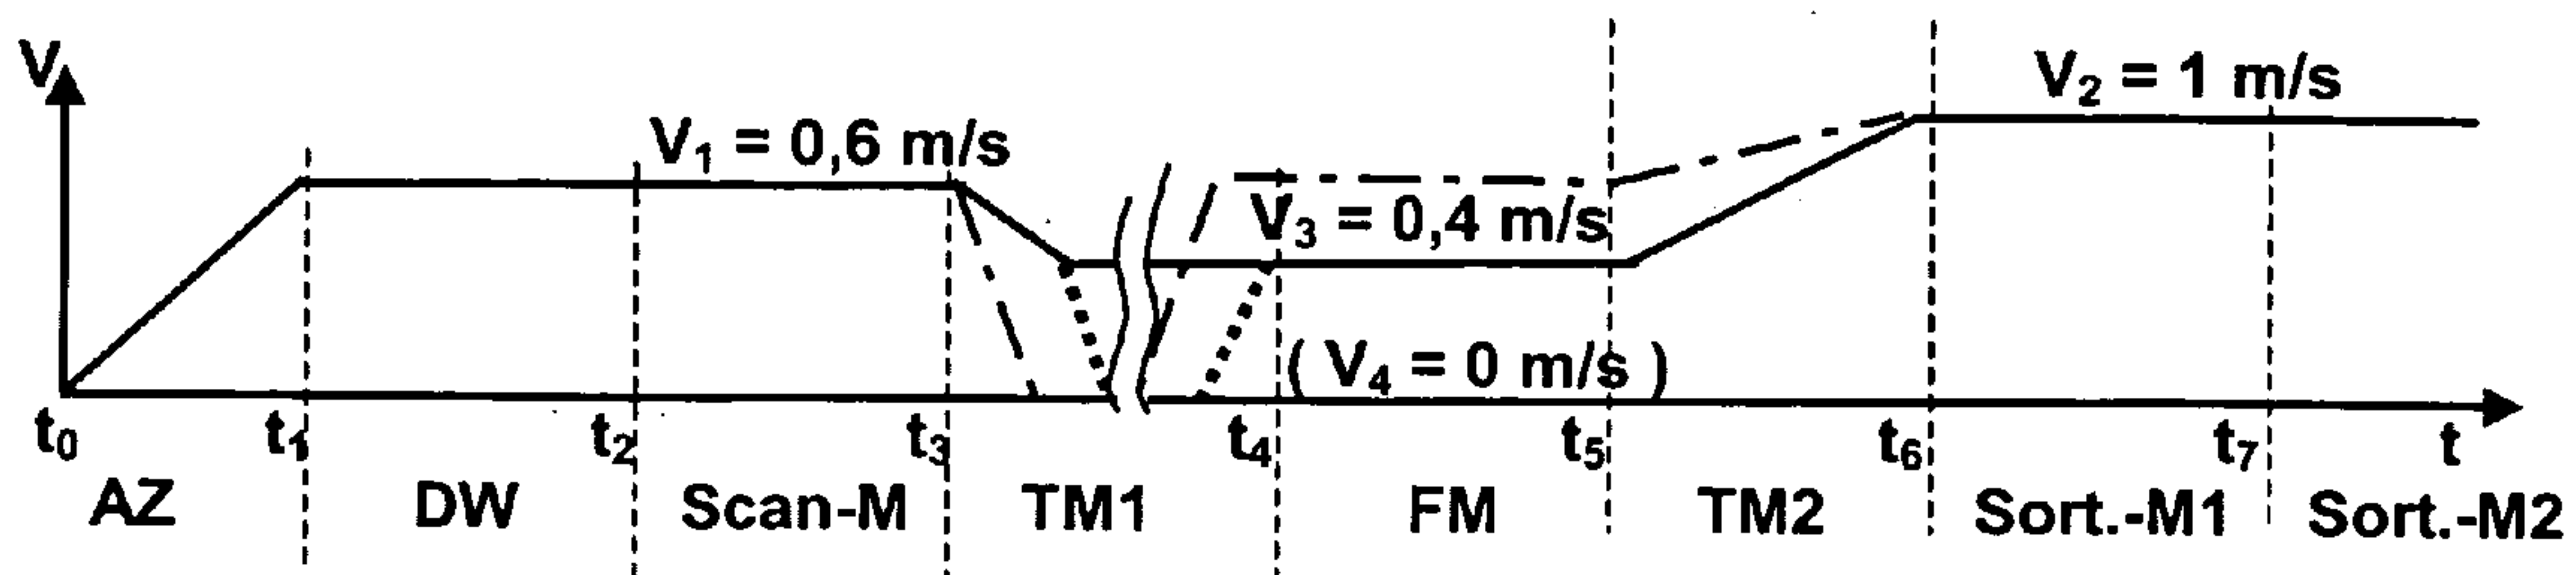 V
V₁ = 0,6 m/s
V₂ = 1 m/s
V₃ = 0,4 m/s
( V₄ = 0 m/s )
t₀ t₁ t₂ t₃ t₄ t₅ t₆ t₇ t
AZ DW Scan-M TM1 FM TM2 Sort.-M1 Sort.-M2